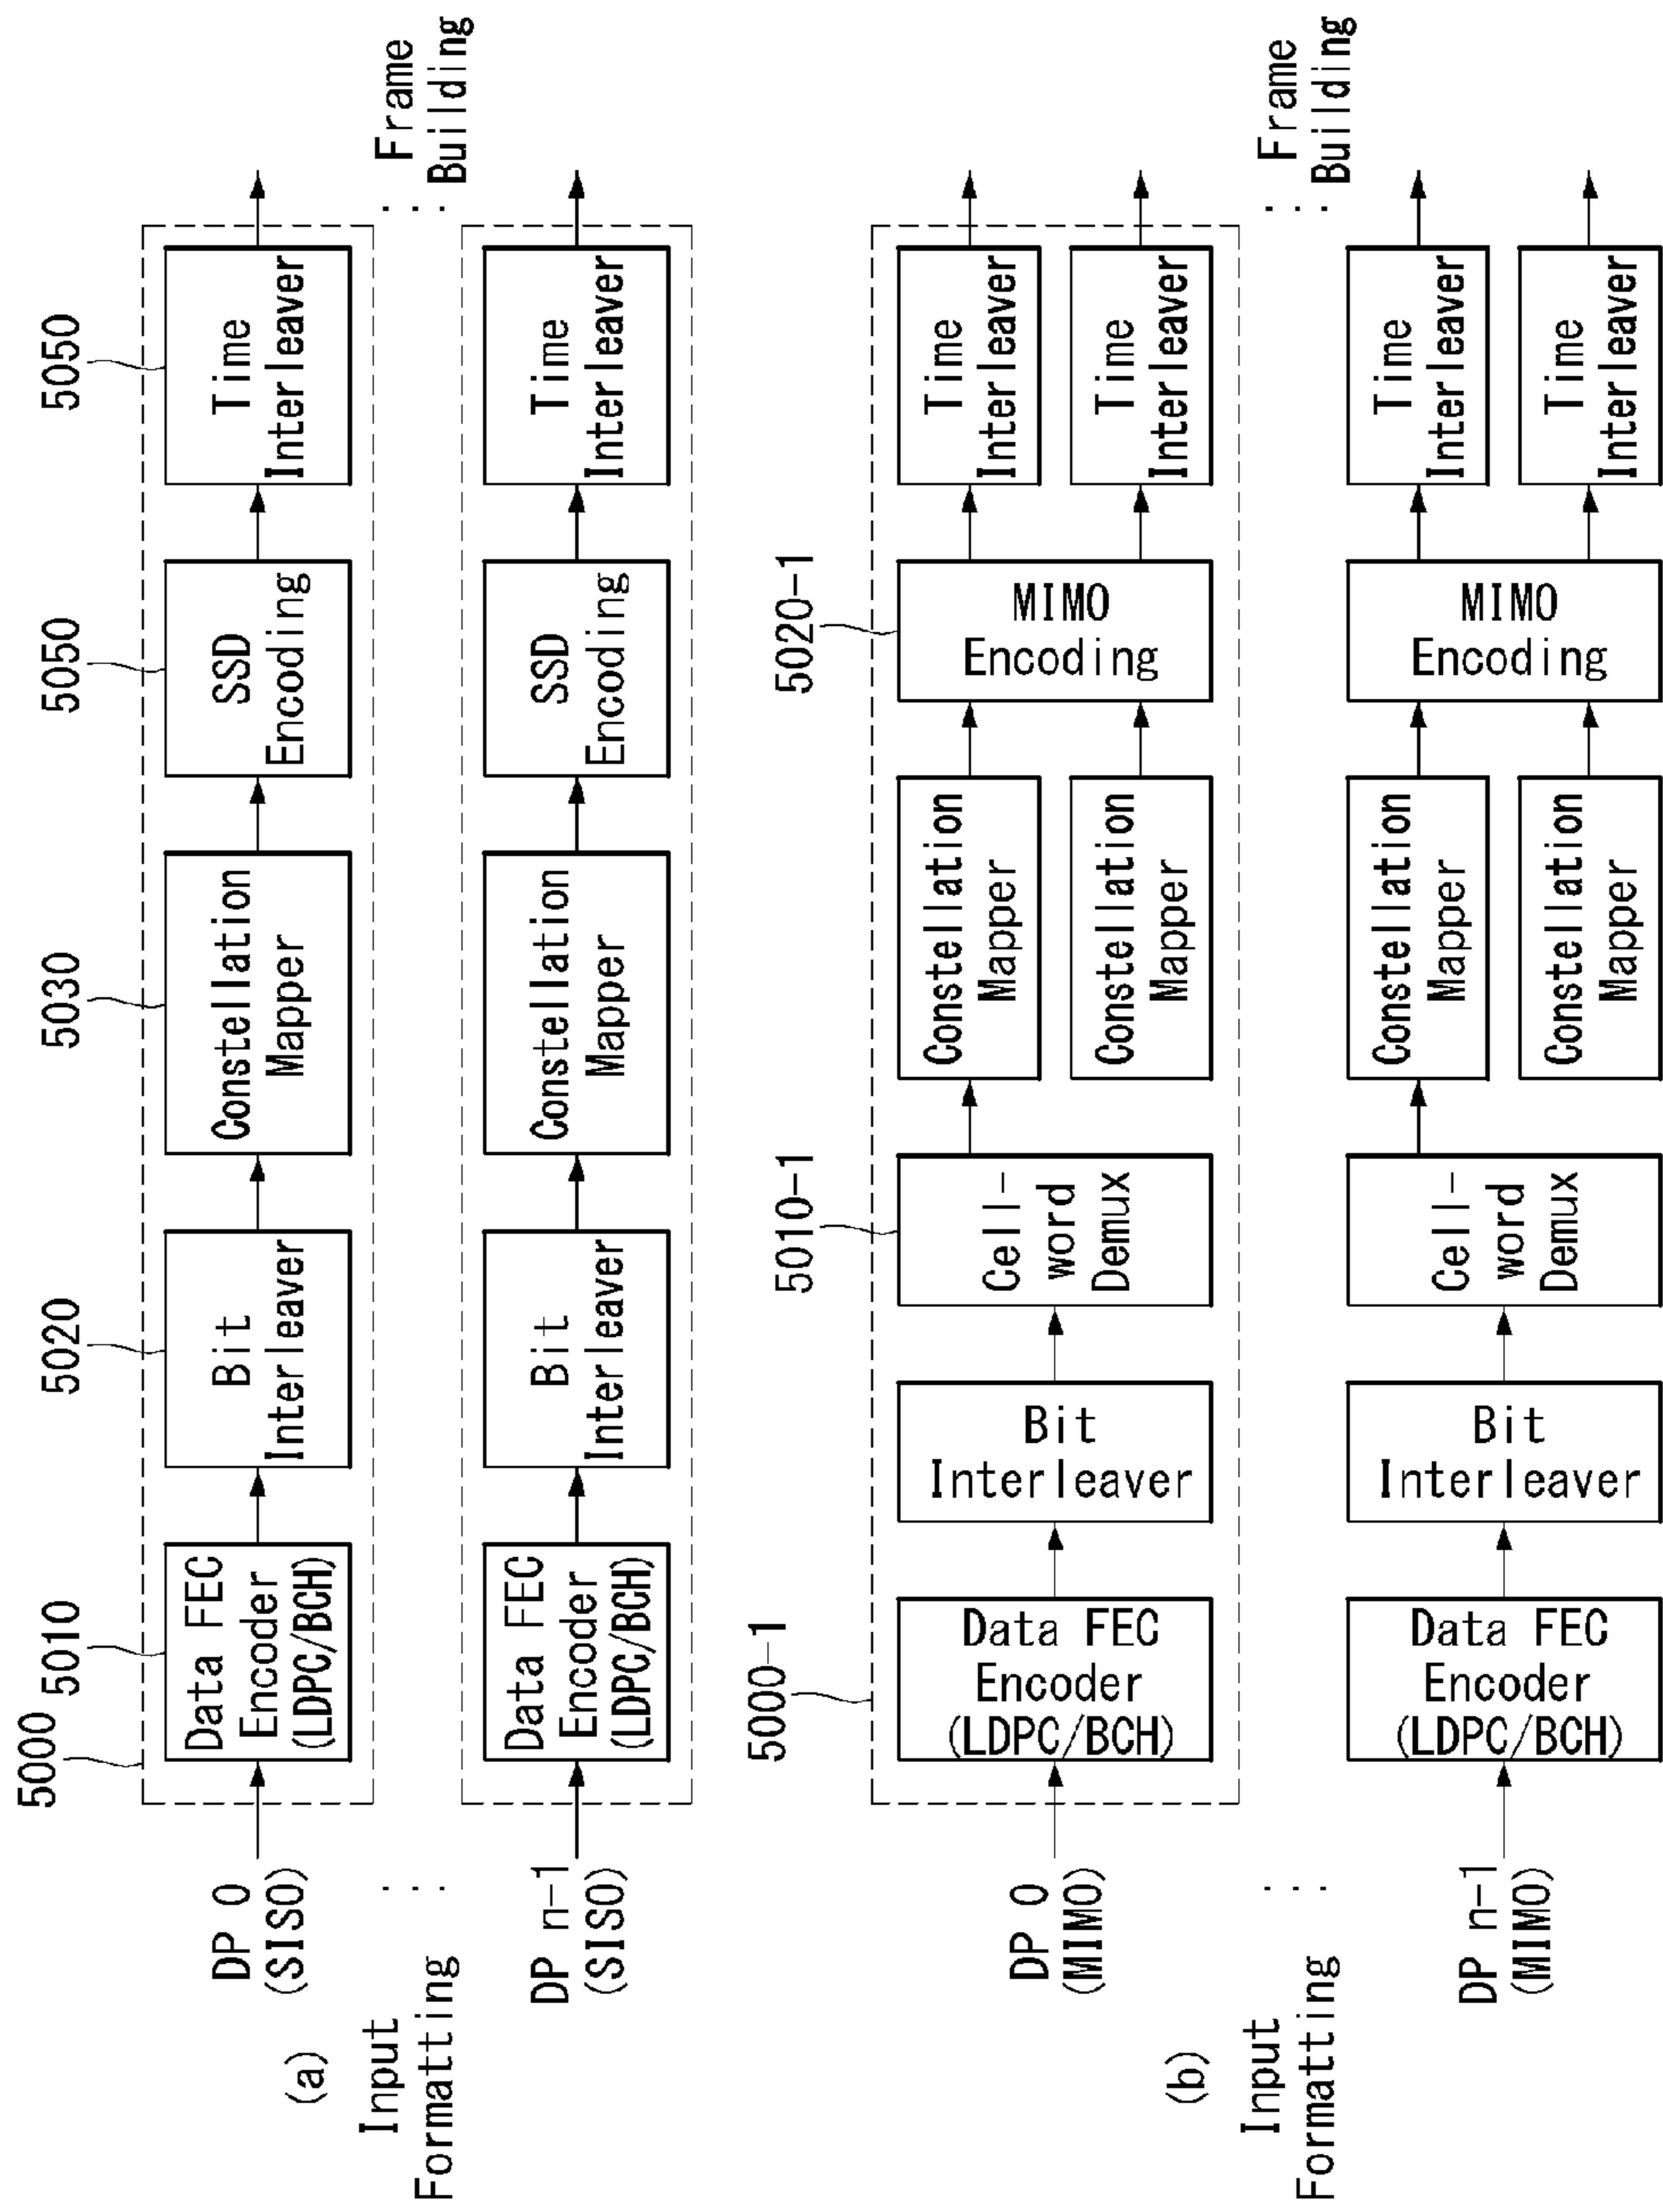 5000
5010
5020
5030
5050
5050
DP 0
(SISO)
Data FEC
Encoder
(LDPC/BCH)
Bit
Interleaver
Constellation
Mapper
SSD
Encoding
Time
Interleaver
(a)
Input
Formatting
⋮
⋮
Frame
Building
DP n-1
(SISO)
Data FEC
Encoder
(LDPC/BCH)
Bit
Interleaver
Constellation
Mapper
SSD
Encoding
Time
Interleaver
5000-1
5010-1
5020-1
DP 0
(MIMO)
Data FEC
Encoder
(LDPC/BCH)
Bit
Interleaver
Cell-
word
Demux
Constellation
Mapper
Constellation
Mapper
MIMO
Encoding
Time
Interleaver
Time
Interleaver
(b)
Input
Formatting
⋮
⋮
Frame
Building
DP n-1
(MIMO)
Data FEC
Encoder
(LDPC/BCH)
Bit
Interleaver
Cell-
word
Demux
Constellation
Mapper
Constellation
Mapper
MIMO
Encoding
Time
Interleaver
Time
Interleaver